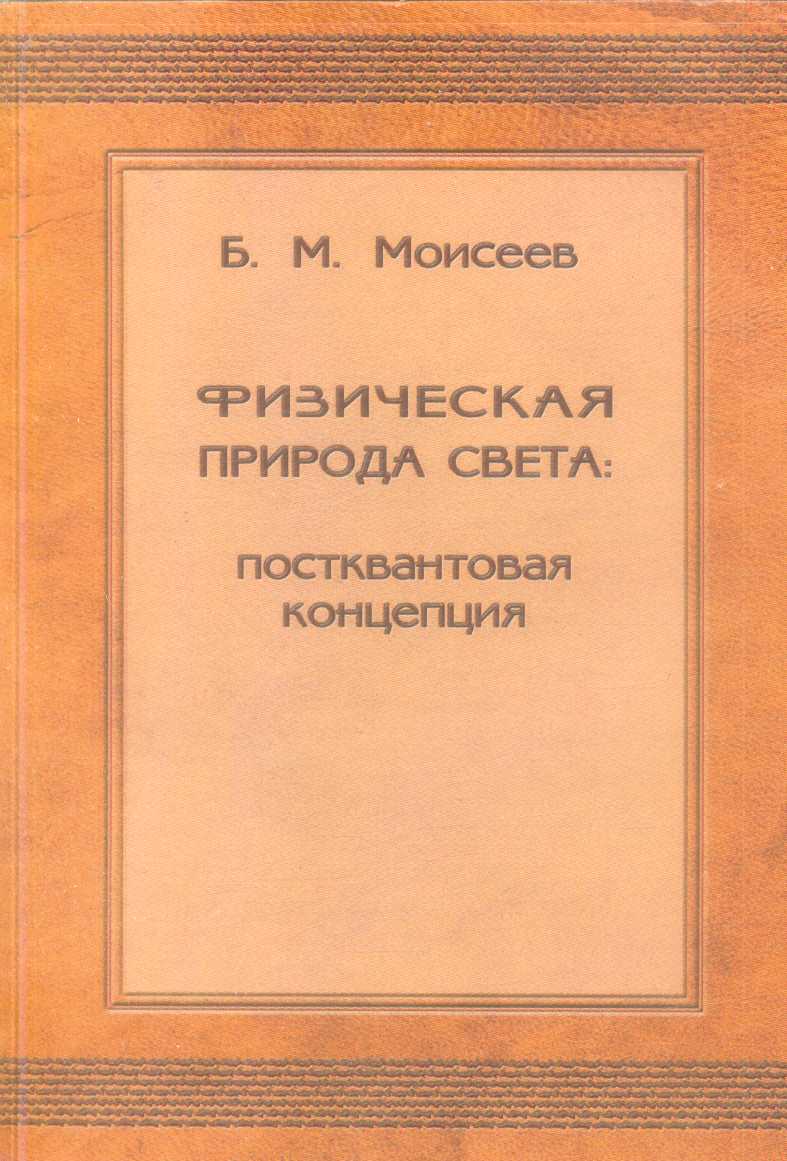 Б. М. Моисеев
ФИЗИЧЕСКАЯ
ПРИРОДА СВЕТА:
постквантовая
концепция